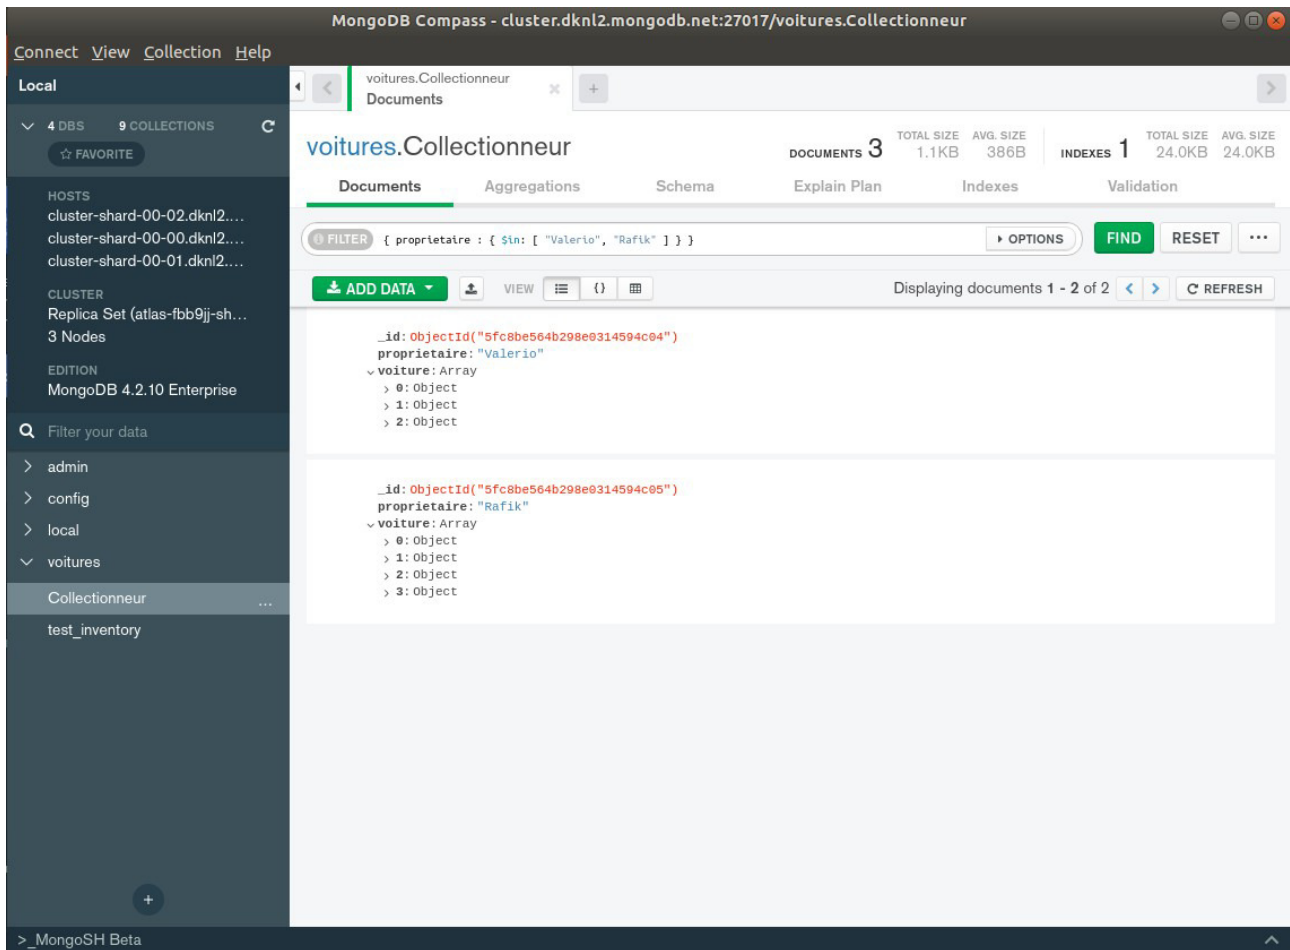 MongoDB Compass - cluster.dknl2.mongodb.net:27017/voitures.Collectionneur
Connect View Collection Help
Local
4 DBS 9 COLLECTIONS
FAVORITE
HOSTS
cluster-shard-00-02.dknl2....
cluster-shard-00-00.dknl2....
cluster-shard-00-01.dknl2....
CLUSTER
Replica Set (atlas-fbb9jj-sh...
3 Nodes
EDITION
MongoDB 4.2.10 Enterprise
Filter your data
admin
config
local
voitures
Collectionneur ...
test_inventory
>_MongoSH Beta
voitures.Collectionneur
Documents
voitures.Collectionneur
DOCUMENTS 3 TOTAL SIZE 1.1KB AVG. SIZE 386B INDEXES 1 TOTAL SIZE 24.0KB AVG. SIZE 24.0KB
Documents Aggregations Schema Explain Plan Indexes Validation
FILTER { proprietaire : { $in: [ "Valerio", "Rafik" ] } } OPTIONS FIND RESET ...
ADD DATA VIEW {} Displaying documents 1 - 2 of 2 < > REFRESH
_id: ObjectId("5fc8be564b298e0314594c04")
proprietaire: "Valerio"
voiture: Array
0: Object
1: Object
2: Object
_id: ObjectId("5fc8be564b298e0314594c05")
proprietaire: "Rafik"
voiture: Array
0: Object
1: Object
2: Object
3: Object